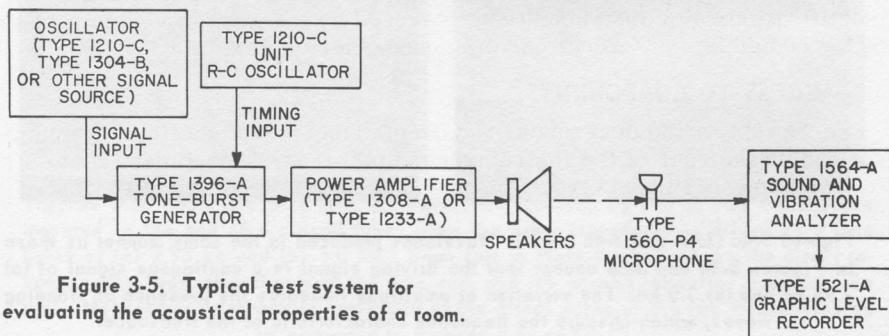 OSCILLATOR
(TYPE 1210-C,
TYPE 1304-B,
OR OTHER SIGNAL
SOURCE)
TYPE 1210-C
UNIT
R-C OSCILLATOR
SIGNAL
INPUT
TIMING
INPUT
TYPE 1396-A
TONE-BURST
GENERATOR
POWER AMPLIFIER
(TYPE 1308-A OR
TYPE 1233-A)
SPEAKERS
TYPE
1560-P4
MICROPHONE
TYPE 1564-A
SOUND AND
VIBRATION
ANALYZER
TYPE 1521-A
GRAPHIC LEVEL
RECORDER
Figure 3-5. Typical test system for
evaluating the acoustical properties of a room.